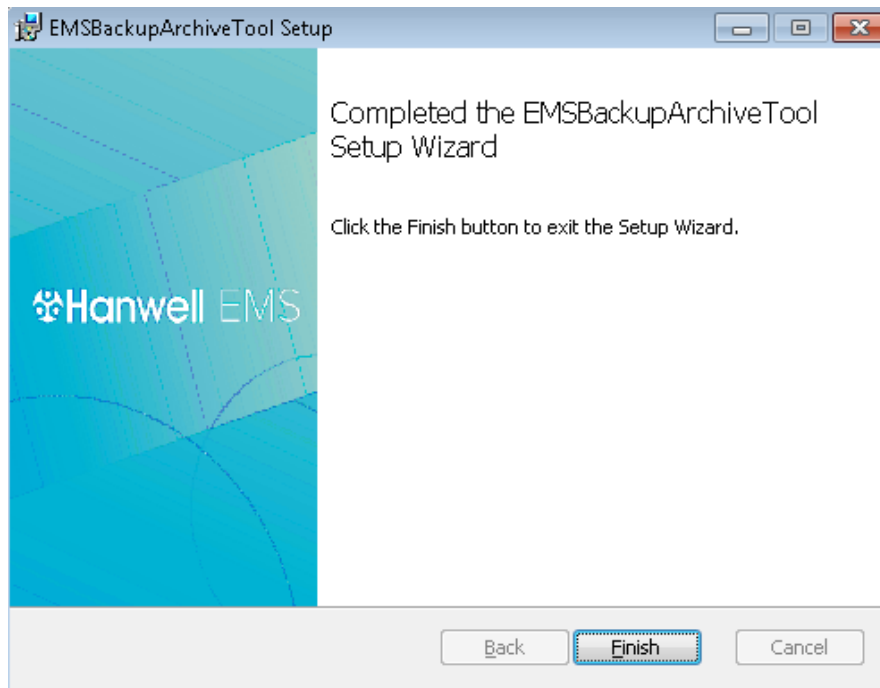 EMSBackupArchiveTool Setup
Completed the EMSBackupArchiveTool
Setup Wizard
Click the Finish button to exit the Setup Wizard.
Hanwell EMS
Back
Finish
Cancel